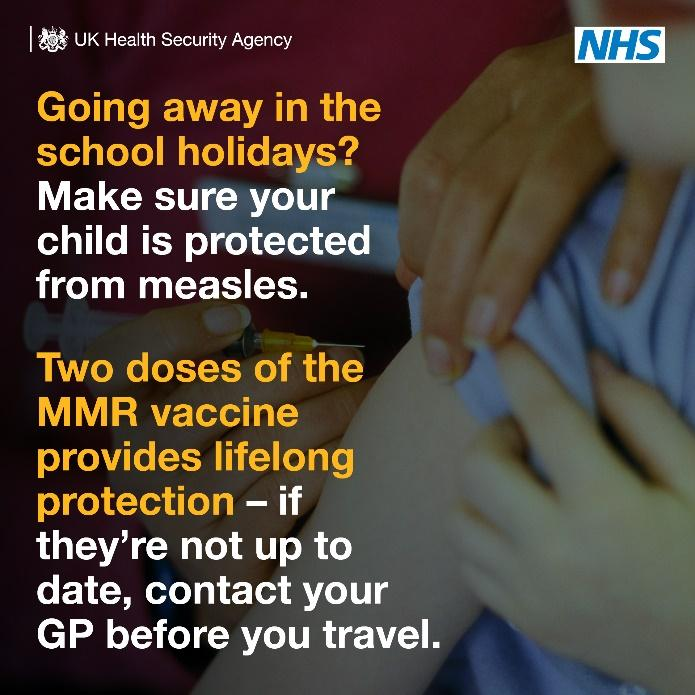 UK Health Security Agency
NHS
Going away in the
school holidays?
Make sure your
child is protected
from measles.
Two doses of the
MMR vaccine
provides lifelong
protection – if
they're not up to
date, contact your
GP before you travel.